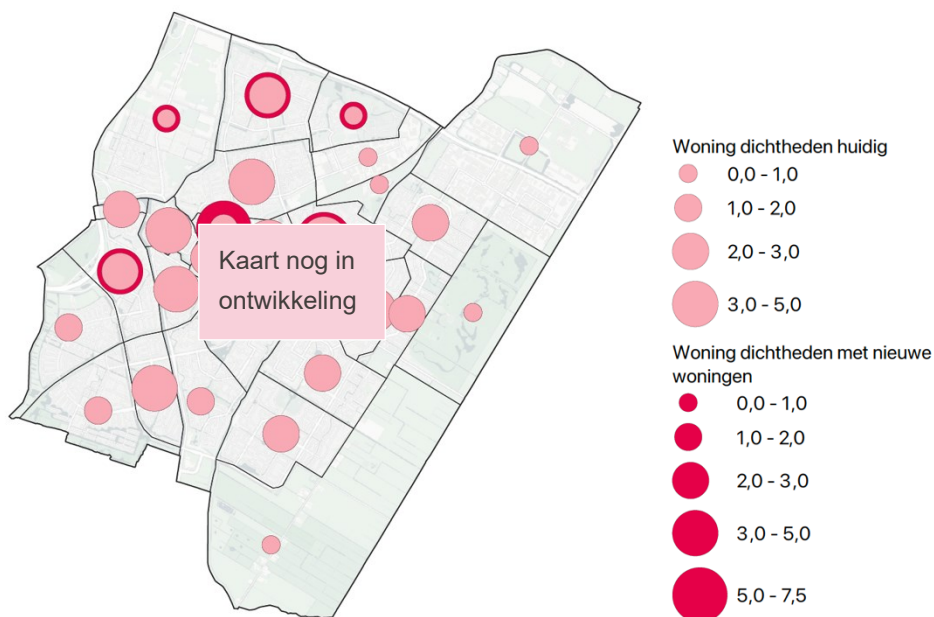 Kaart nog in
ontwikkeling
Woning dichtheden huidig
0,0 - 1,0
1,0 - 2,0
2,0 - 3,0
3,0 - 5,0
Woning dichtheden met nieuwe
woningen
0,0 - 1,0
1,0 - 2,0
2,0 - 3,0
3,0 - 5,0
5,0 - 7,5